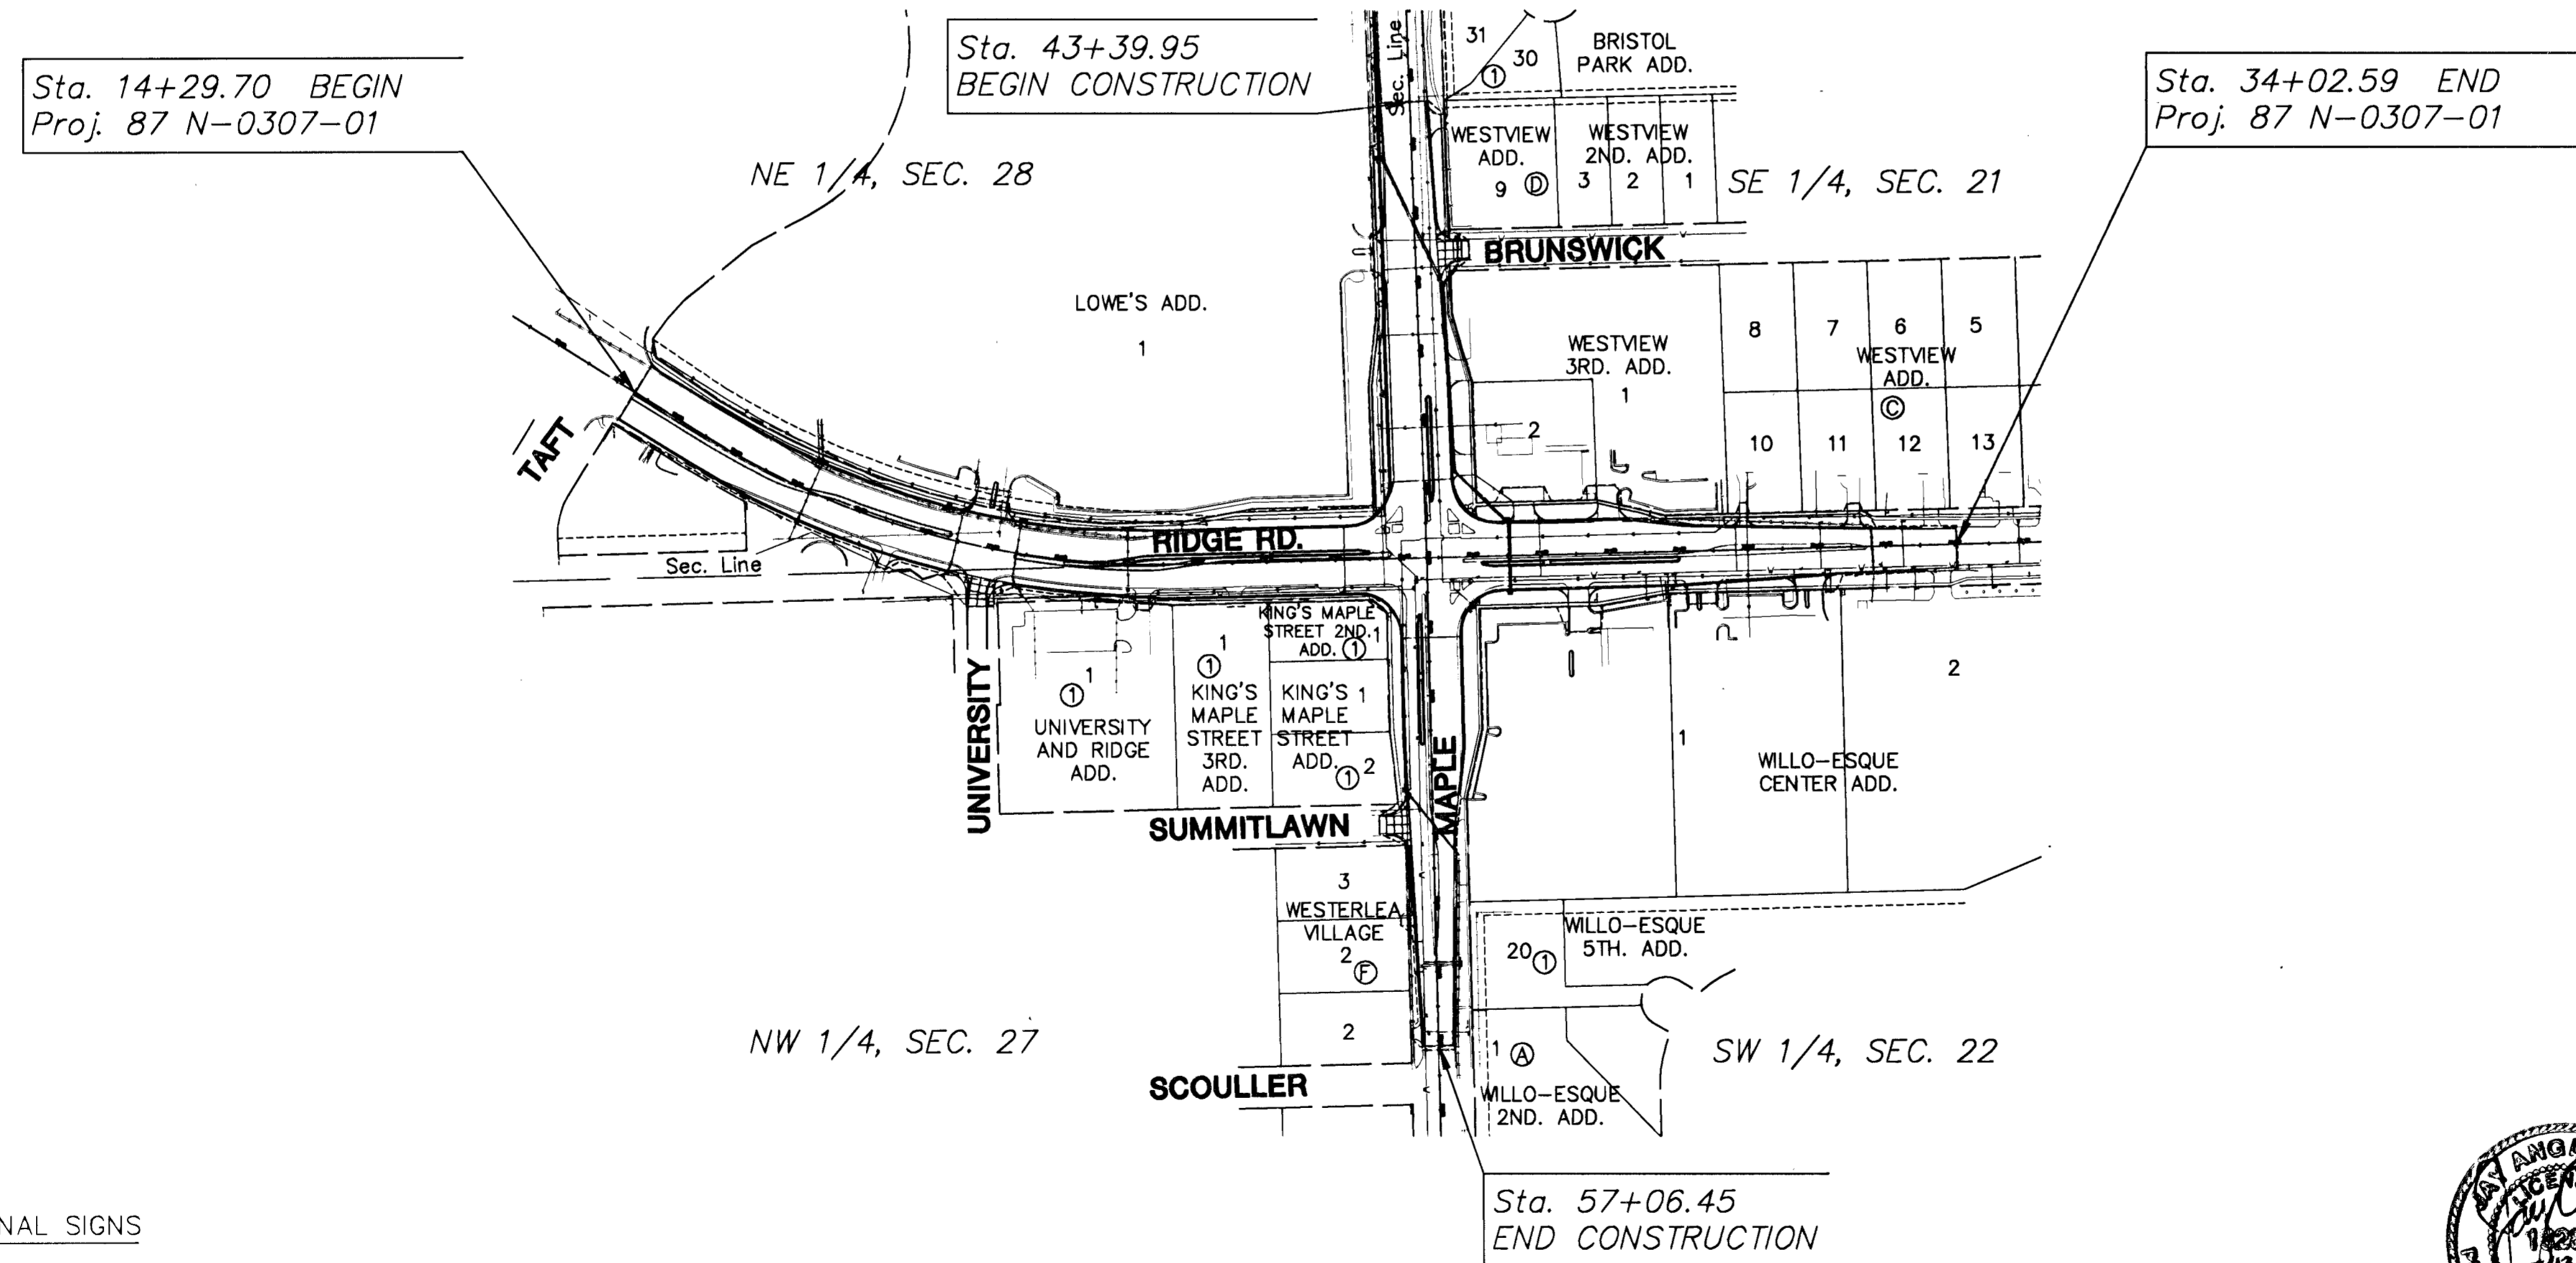 Sta. 14+29.70 BEGIN
Proj. 87 N-0307-01
Sta. 43+39.95
BEGIN CONSTRUCTION
Sec. Line
31
30
①
BRISTOL
PARK ADD.
Sta. 34+02.59 END
Proj. 87 N-0307-01
NE 1/4, SEC. 28
WESTVIEW
ADD.
9 Ⓓ
WESTVIEW
2ND. ADD.
3 2 1
SE 1/4, SEC. 21
BRUNSWICK
LOWE'S ADD.
1
WESTVIEW
3RD. ADD.
1
2
8 7 6 5
WESTVIEW
ADD.
Ⓒ
10 11 12 13
TAFT
RIDGE RD.
Sec. Line
UNIVERSITY
① 1
UNIVERSITY
AND RIDGE
ADD.
1
①
KING'S
MAPLE
STREET
3RD.
ADD.
KING'S MAPLE
STREET 2ND. 1
ADD. ①
KING'S 1
MAPLE
STREET
ADD.
① 2
MAPLE
1
2
WILLO-ESQUE
CENTER ADD.
SUMMITLAWN
3
WESTERLEA
VILLAGE
2
Ⓕ
2
20 ①
WILLO-ESQUE
5TH. ADD.
NW 1/4, SEC. 27
1 Ⓐ
WILLO-ESQUE
2ND. ADD.
SW 1/4, SEC. 22
SCOULLER
Sta. 57+06.45
END CONSTRUCTION
NAL SIGNS
JAY ANGA
LICEN